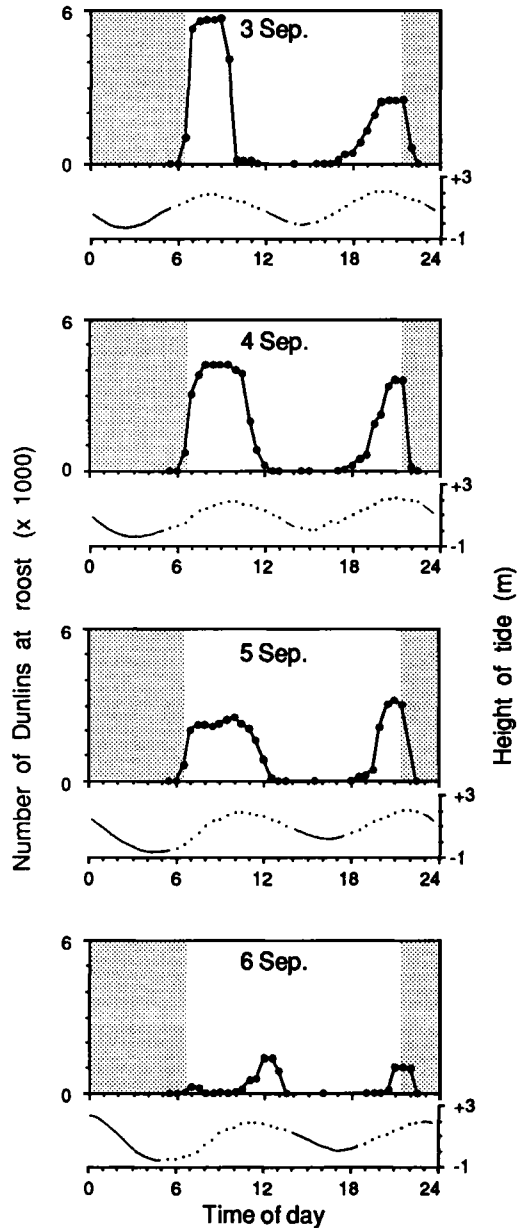 6
3 Sep.
0
+3
-1
0 6 12 18 24
6
4 Sep.
0
+3
-1
0 6 12 18 24
6
5 Sep.
0
+3
-1
0 6 12 18 24
6
6 Sep.
0
+3
-1
0 6 12 18 24
Time of day
Number of Dunlins at roost (x 1000)
Height of tide (m)